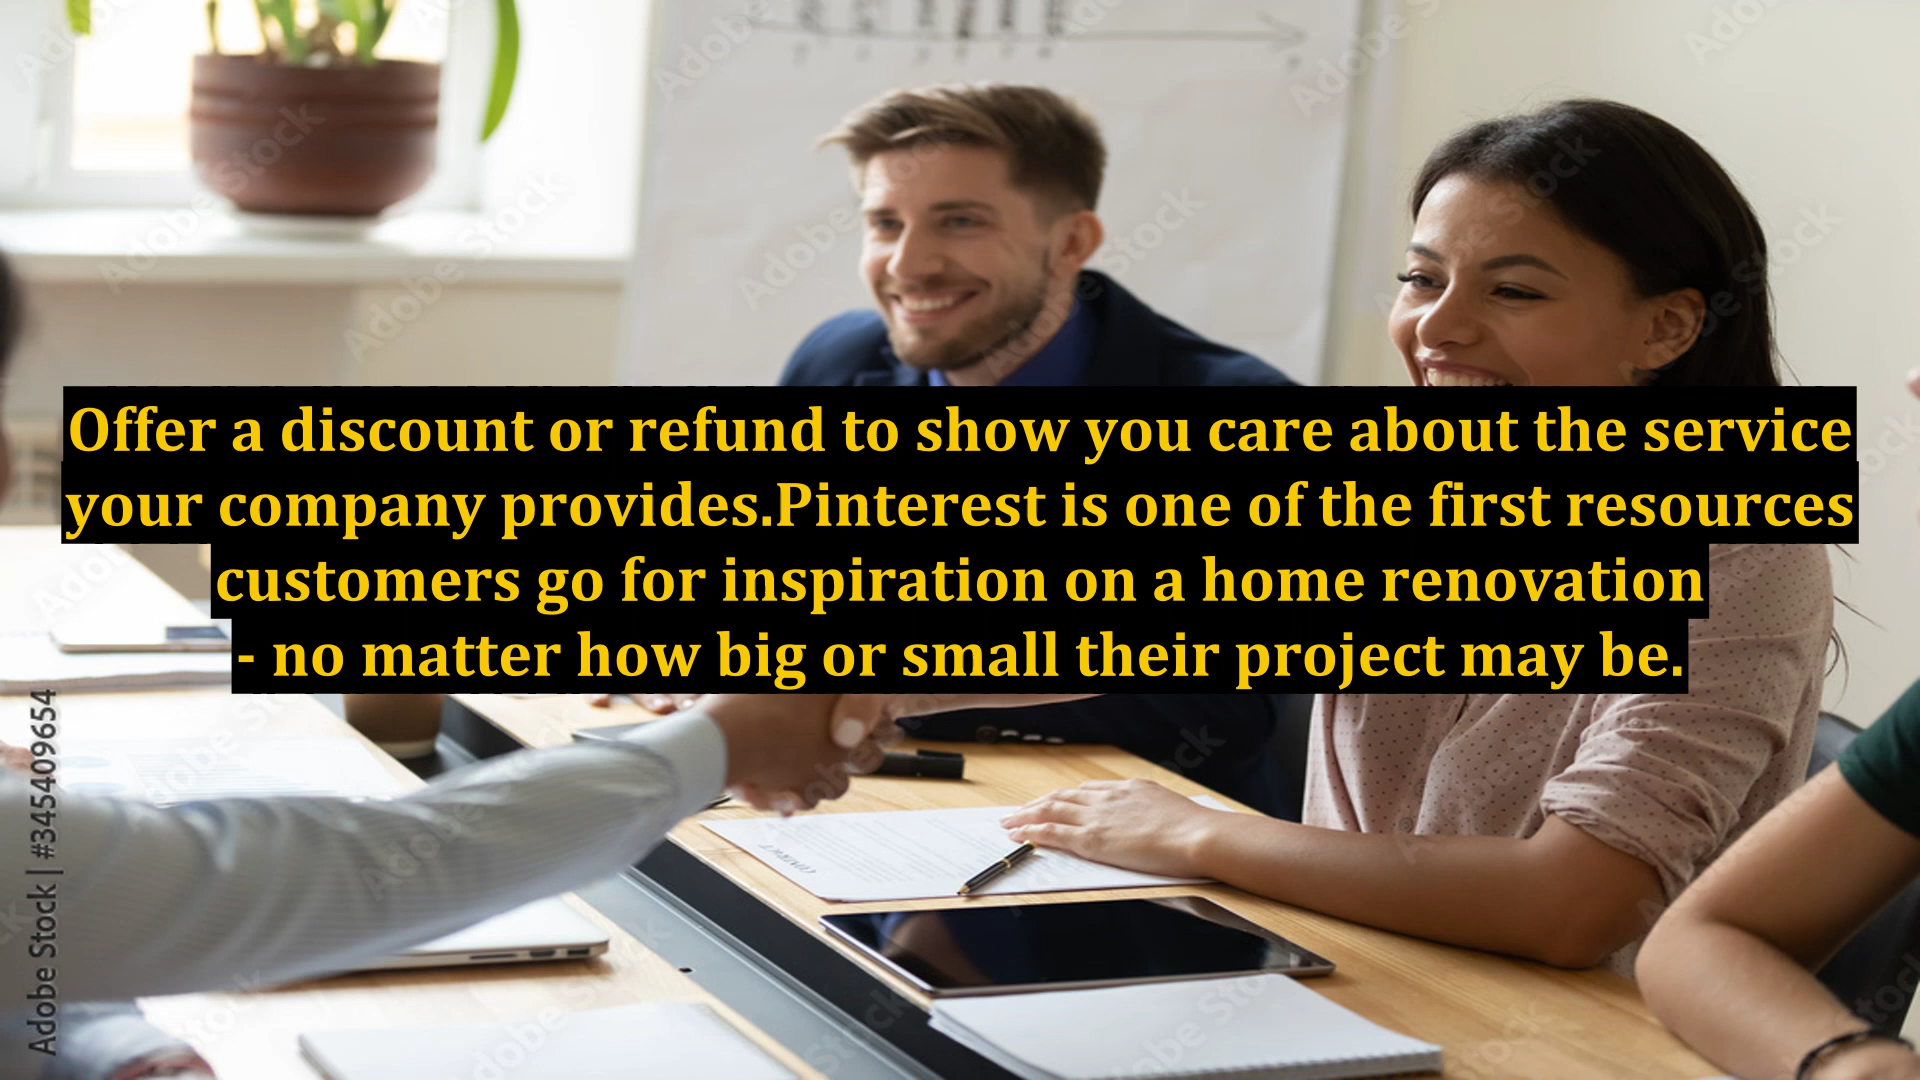 Offer a discount or refund to show you care about the service
your company provides.Pinterest is one of the first resources
customers go for inspiration on a home renovation
- no matter how big or small their project may be.
CONTRACT
Adobe Stock | #345409654